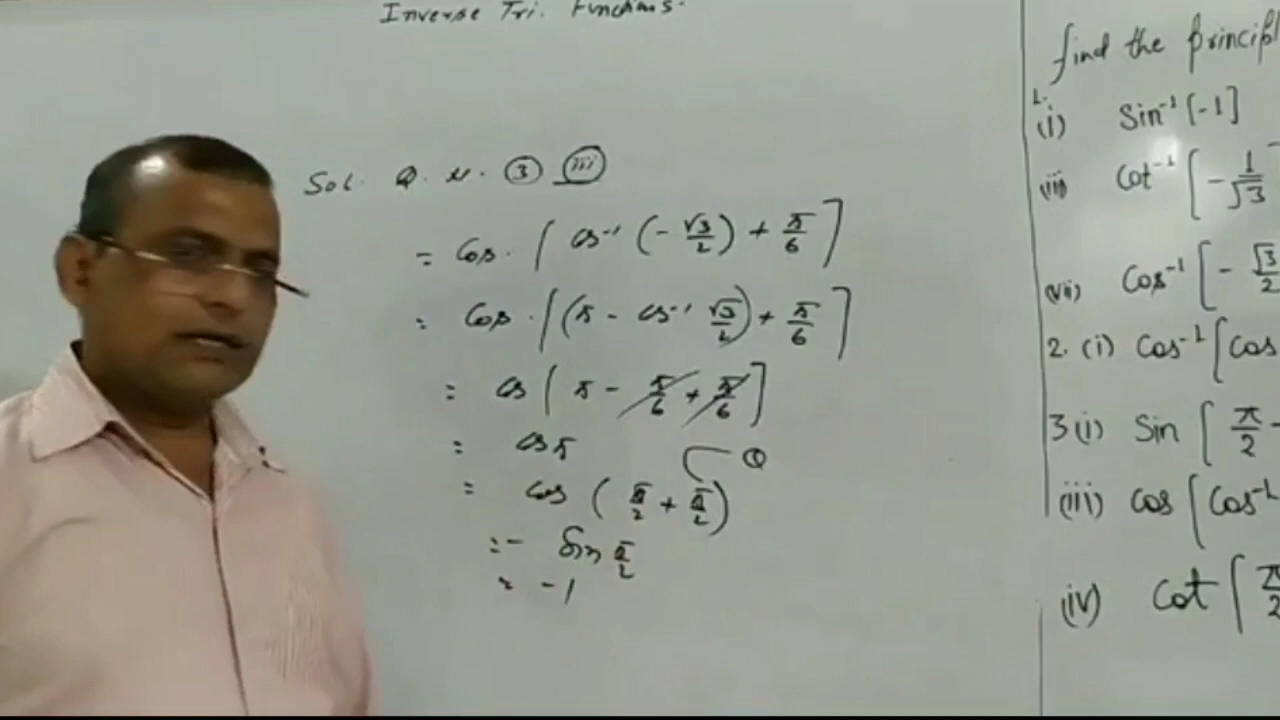 Inverse Tri. Functions.
Sol. Q. N. ③ (iii)
= Cos. [ cos⁻¹ (- √3/2) + π/6 ]
= Cos. [ (π - cos⁻¹ √3/2) + π/6 ]
= cos [ π - π/6 + π/6 ]
= cos π
= cos ( π/2 + π/2 )
= - Sin π/2
= -1
find the principl
1.
(i) Sin⁻¹ [-1]
(iii) Cot⁻¹ [ - 1/√3
(vii) Cos⁻¹ [ - √3/2
2. (i) Cos⁻¹ [ Cos
3 (i) Sin [ π/2 -
(iii) Cos [ Cos⁻¹
(iv) Cot [ π/2